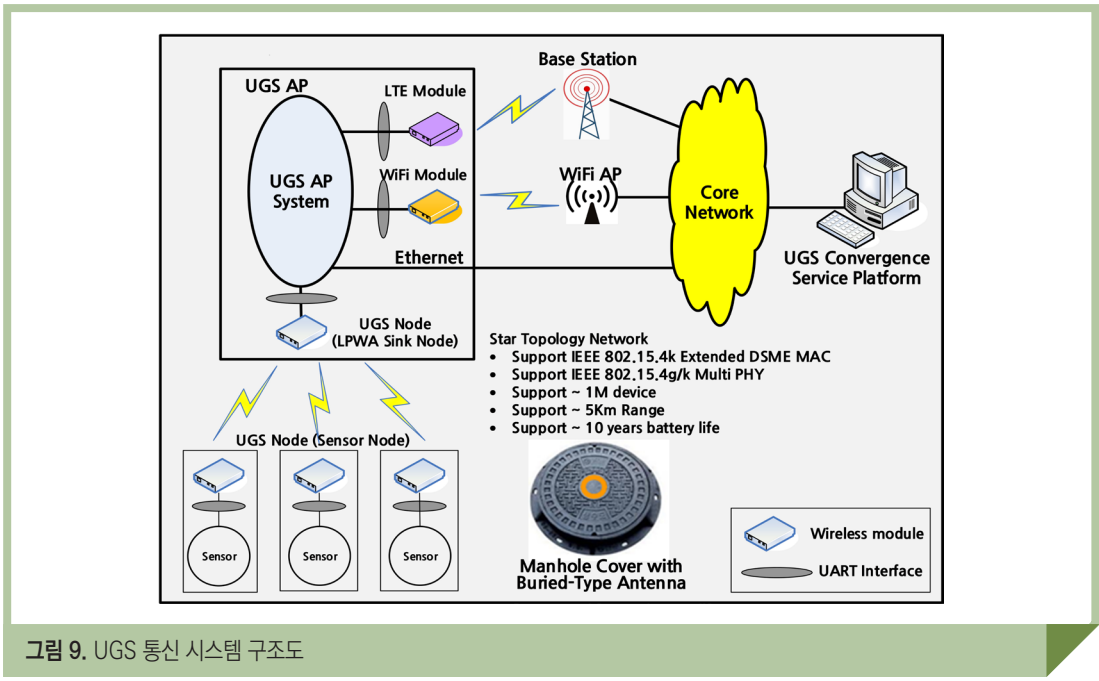 Base Station
UGS AP
LTE Module
WiFi Module
WiFi AP
UGS AP
System
Core
Network
Ethernet
UGS Convergence
Service Platform
UGS Node
(LPWA Sink Node)
Star Topology Network
• Support IEEE 802.15.4k Extended DSME MAC
• Support IEEE 802.15.4g/k Multi PHY
• Support ~ 1M device
• Support ~ 5Km Range
• Support ~ 10 years battery life
UGS Node (Sensor Node)
Sensor
Sensor
Sensor
Manhole Cover with
Buried-Type Antenna
Wireless module
UART Interface
그림 9. UGS 통신 시스템 구조도